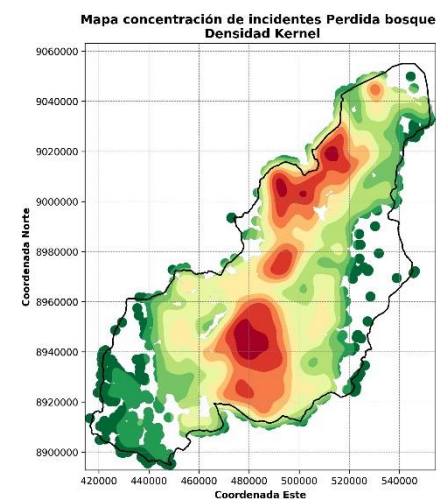 Mapa concentración de incidentes Perdida bosque
Densidad Kernel
9060000
9040000
9020000
9000000
8980000
8960000
8940000
8920000
8900000
Coordenada Norte
420000 440000 460000 480000 500000 520000 540000
Coordenada Este